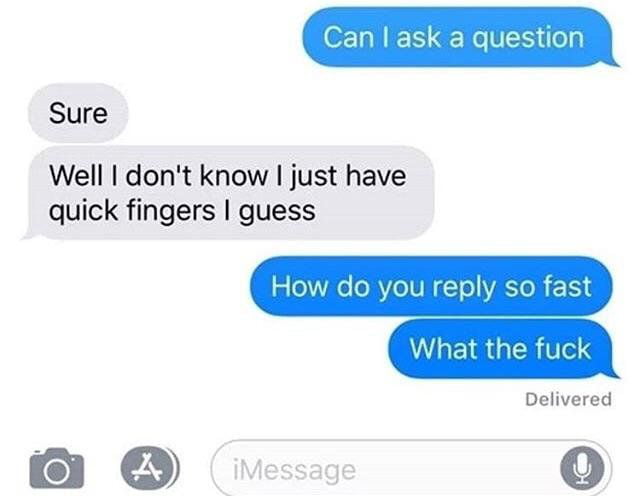 Can I ask a question
Sure
Well I don't know I just have
quick fingers I guess
How do you reply so fast
What the fuck
Delivered
iMessage